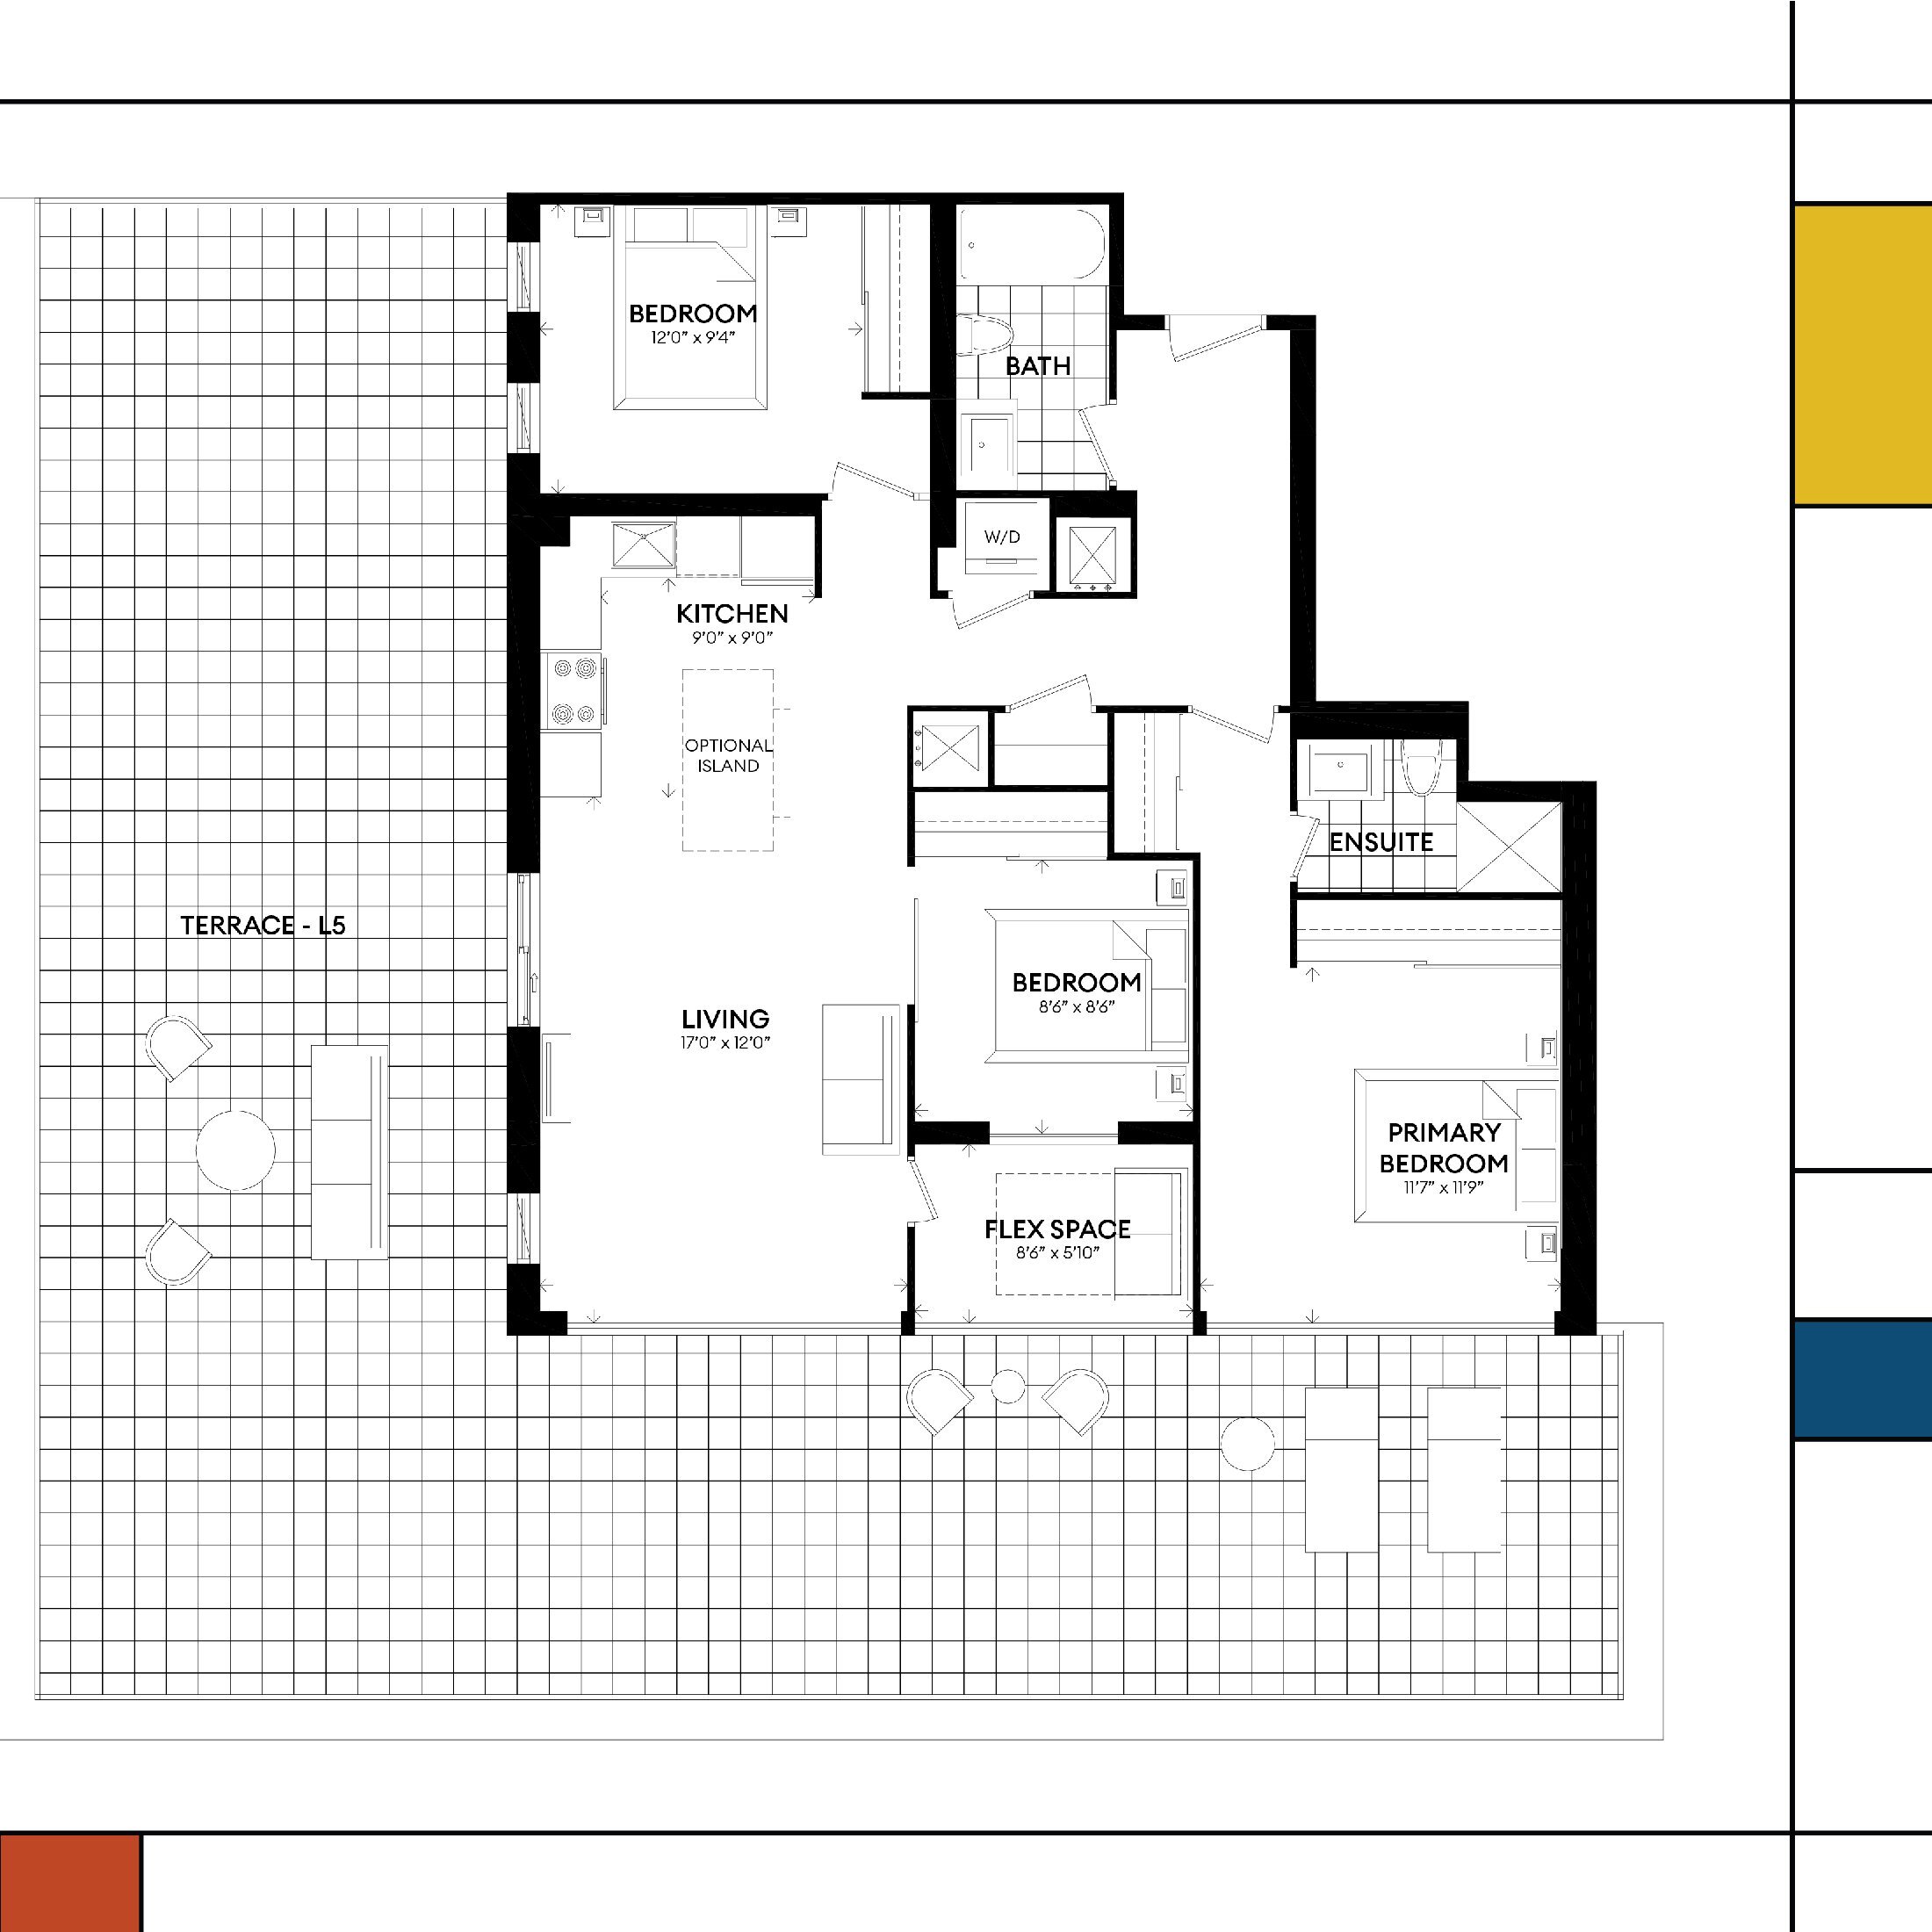 BEDROOM
12'0” x 9'4”
BATH
W/D
KITCHEN
9'0” x 9'0”
OPTIONAL
ISLAND
ENSUITE
TERRACE - L5
BEDROOM
8'6” x 8'6”
LIVING
17'0” x 12'0”
PRIMARY
BEDROOM
11'7” x 11'9”
FLEX SPACE
8'6” x 5'10”